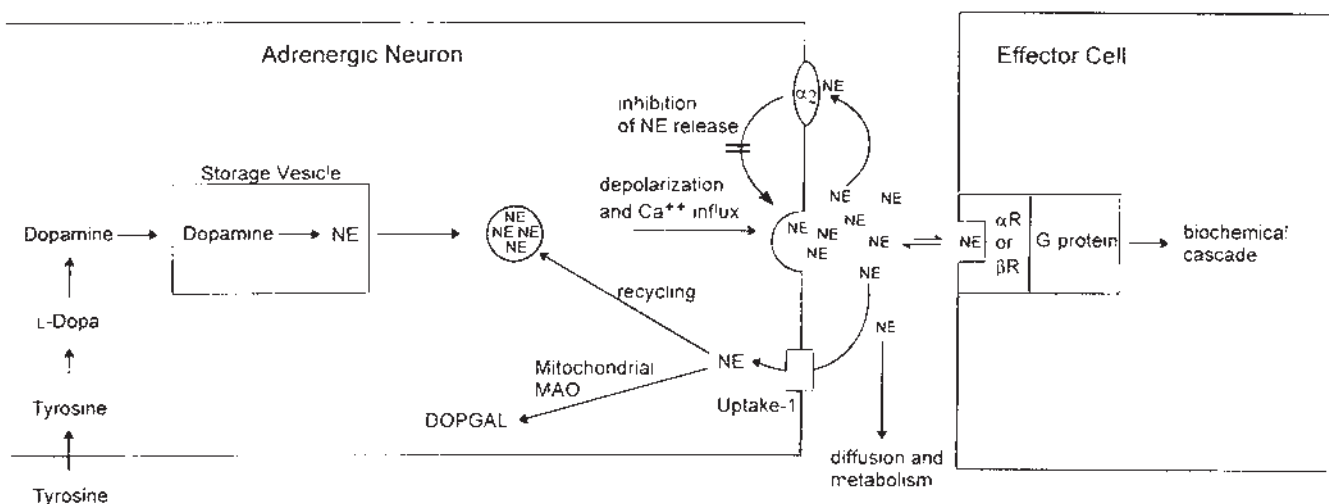 Adrenergic Neuron
Effector Cell
α2
NE
inhibition
of NE release
Storage Vesicle
depolarization
and Ca++ influx
NE
NE
NE
NE
NE
NE
NE
NE
Dopamine
Dopamine
NE
NE
NE NE
NE
NE
αR
or
βR
G protein
biochemical
cascade
recycling
L-Dopa
NE
NE
Mitochondrial
MAO
Uptake-1
Tyrosine
DOPGAL
diffusion and
metabolism
Tyrosine